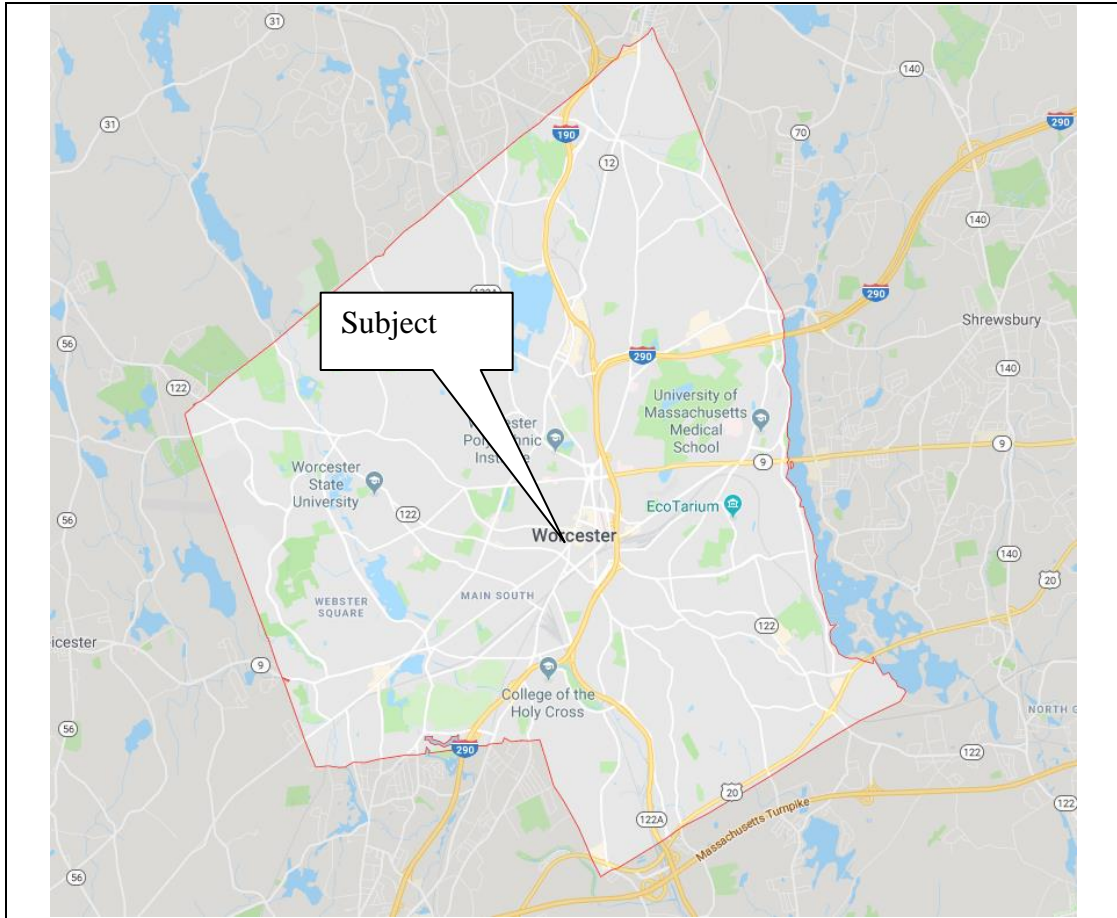 31
140
31
190
290
70
12
140
290
Subject
Shrewsbury
56
290
140
122
University of
Massachusetts
Medical
School
Institute
9
Worcester
State
University
9
122
EcoTarium
56
Worcester
140
20
56
WEBSTER
SQUARE
MAIN SOUTH
122
icester
9
College of the
Holy Cross
NORTH
56
290
122
20
122
122A
Massachusetts Turnpike
56